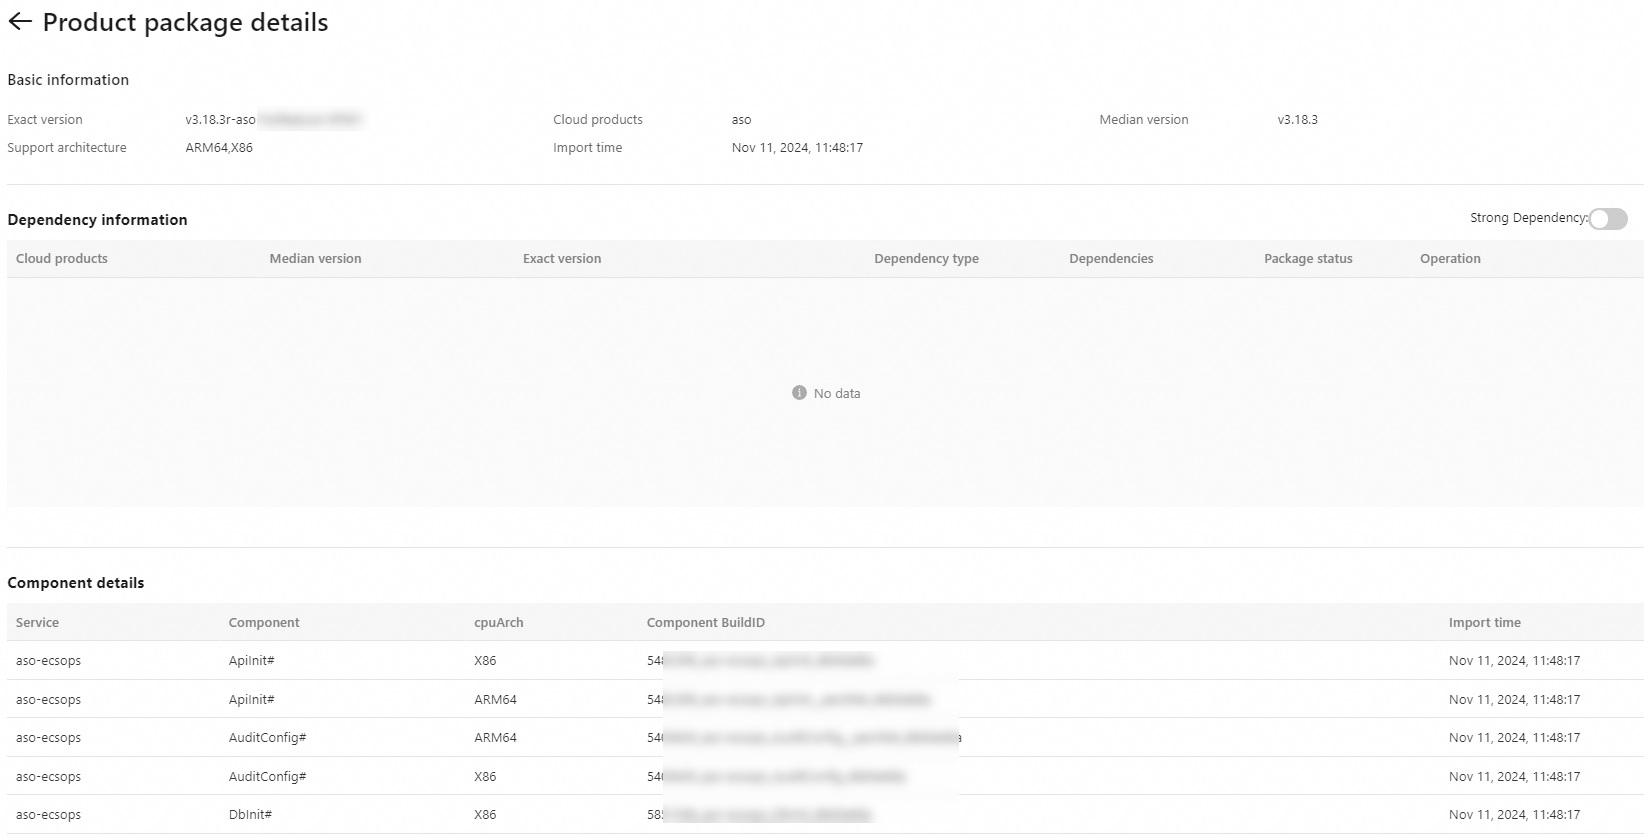 Product package details
Basic information
Exact version v3.18.3r-aso Cloud products aso Median version v3.18.3
Support architecture ARM64,X86 Import time Nov 11, 2024, 11:48:17
Dependency information Strong Dependency:
Cloud products Median version Exact version Dependency type Dependencies Package status Operation
No data
Component details
Service Component cpuArch Component BuildID Import time
aso-ecsops ApiInit# X86 Nov 11, 2024, 11:48:17
aso-ecsops ApiInit# ARM64 Nov 11, 2024, 11:48:17
aso-ecsops AuditConfig# ARM64 Nov 11, 2024, 11:48:17
aso-ecsops AuditConfig# X86 Nov 11, 2024, 11:48:17
aso-ecsops DbInit# X86 Nov 11, 2024, 11:48:17